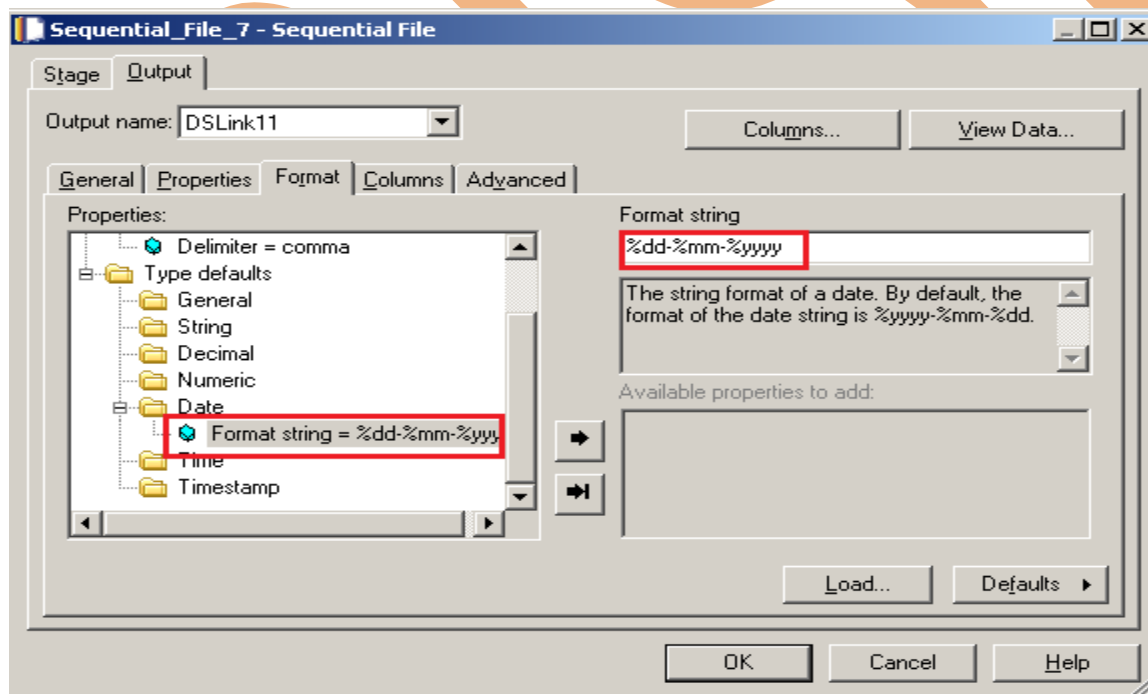 Sequential_File_7 - Sequential File
Stage Output
Output name: DSLink11
Columns... View Data...
General Properties Format Columns Advanced
Properties:
Delimiter = comma
Type defaults
General
String
Decimal
Numeric
Date
Format string = %dd-%mm-%yyy
Time
Timestamp
Format string
%dd-%mm-%yyyy
The string format of a date. By default, the
format of the date string is %yyyy-%mm-%dd.
Available properties to add:
Load... Defaults
OK Cancel Help